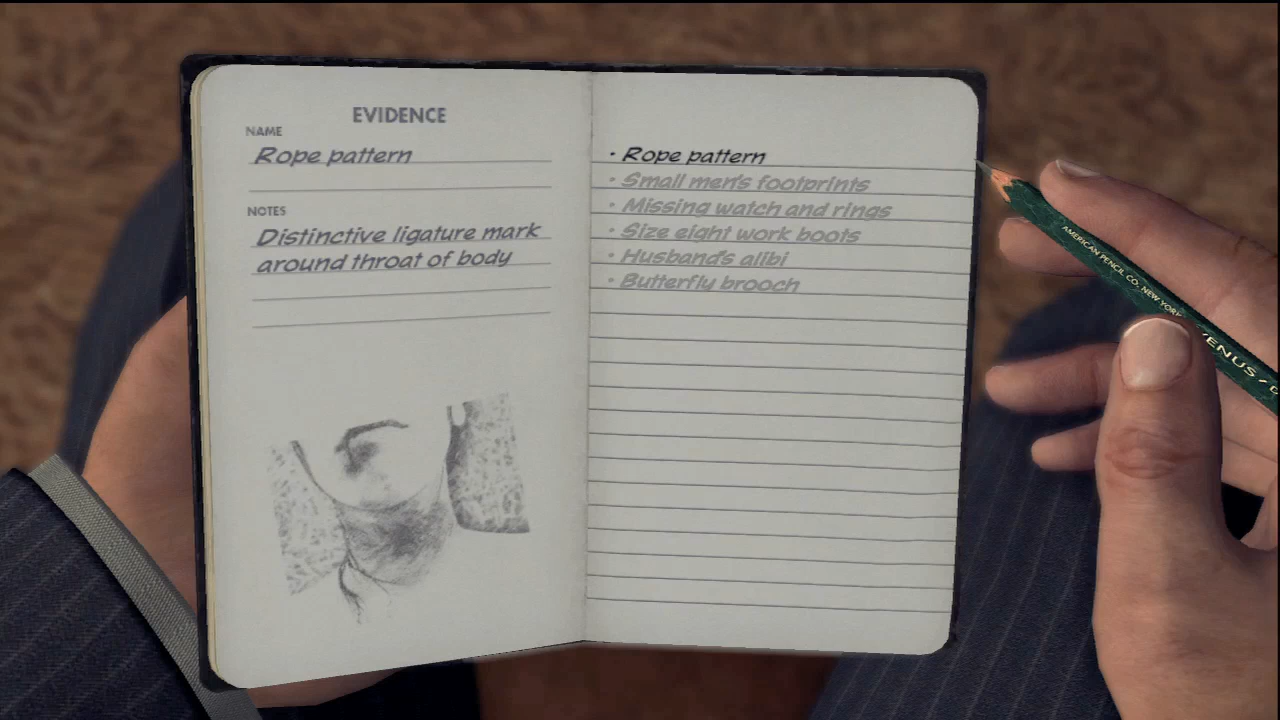 EVIDENCE
NAME
Rope pattern
NOTES
Distinctive ligature mark
around throat of body
· Rope pattern
· Small men's footprints
· Missing watch and rings
· Size eight work boots
· Husband's alibi
· Butterfly brooch
AMERICAN PENCIL CO. NEW YORK
VENUS